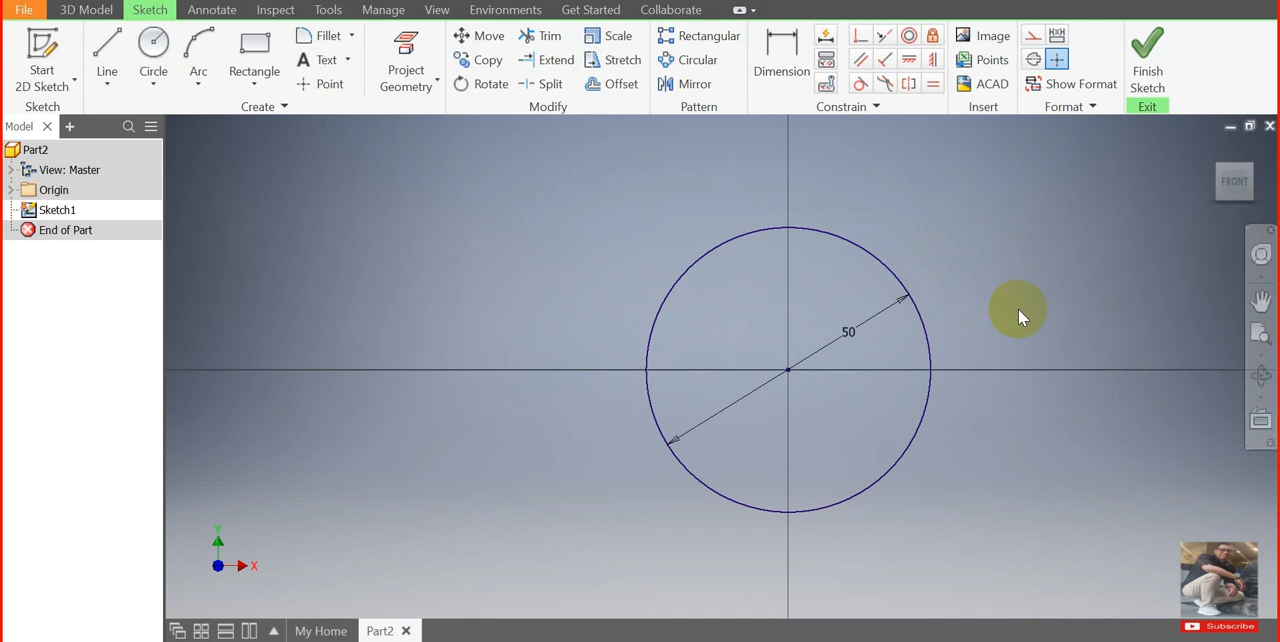 File 3D Model Sketch Annotate Inspect Tools Manage View Environments Get Started Collaborate
Start
2D Sketch
Sketch
Line
Circle
Arc
Rectangle
Fillet
Text
Point
Create
Project
Geometry
Move
Copy
Rotate
Trim
Extend
Split
Scale
Stretch
Offset
Modify
Rectangular
Circular
Mirror
Pattern
Dimension
Constrain
Image
Points
ACAD
Insert
Show Format
Format
Finish
Sketch
Exit
Model
Part2
View: Master
Origin
Sketch1
End of Part
FRONT
50
Y
X
My Home
Part2
Subscribe